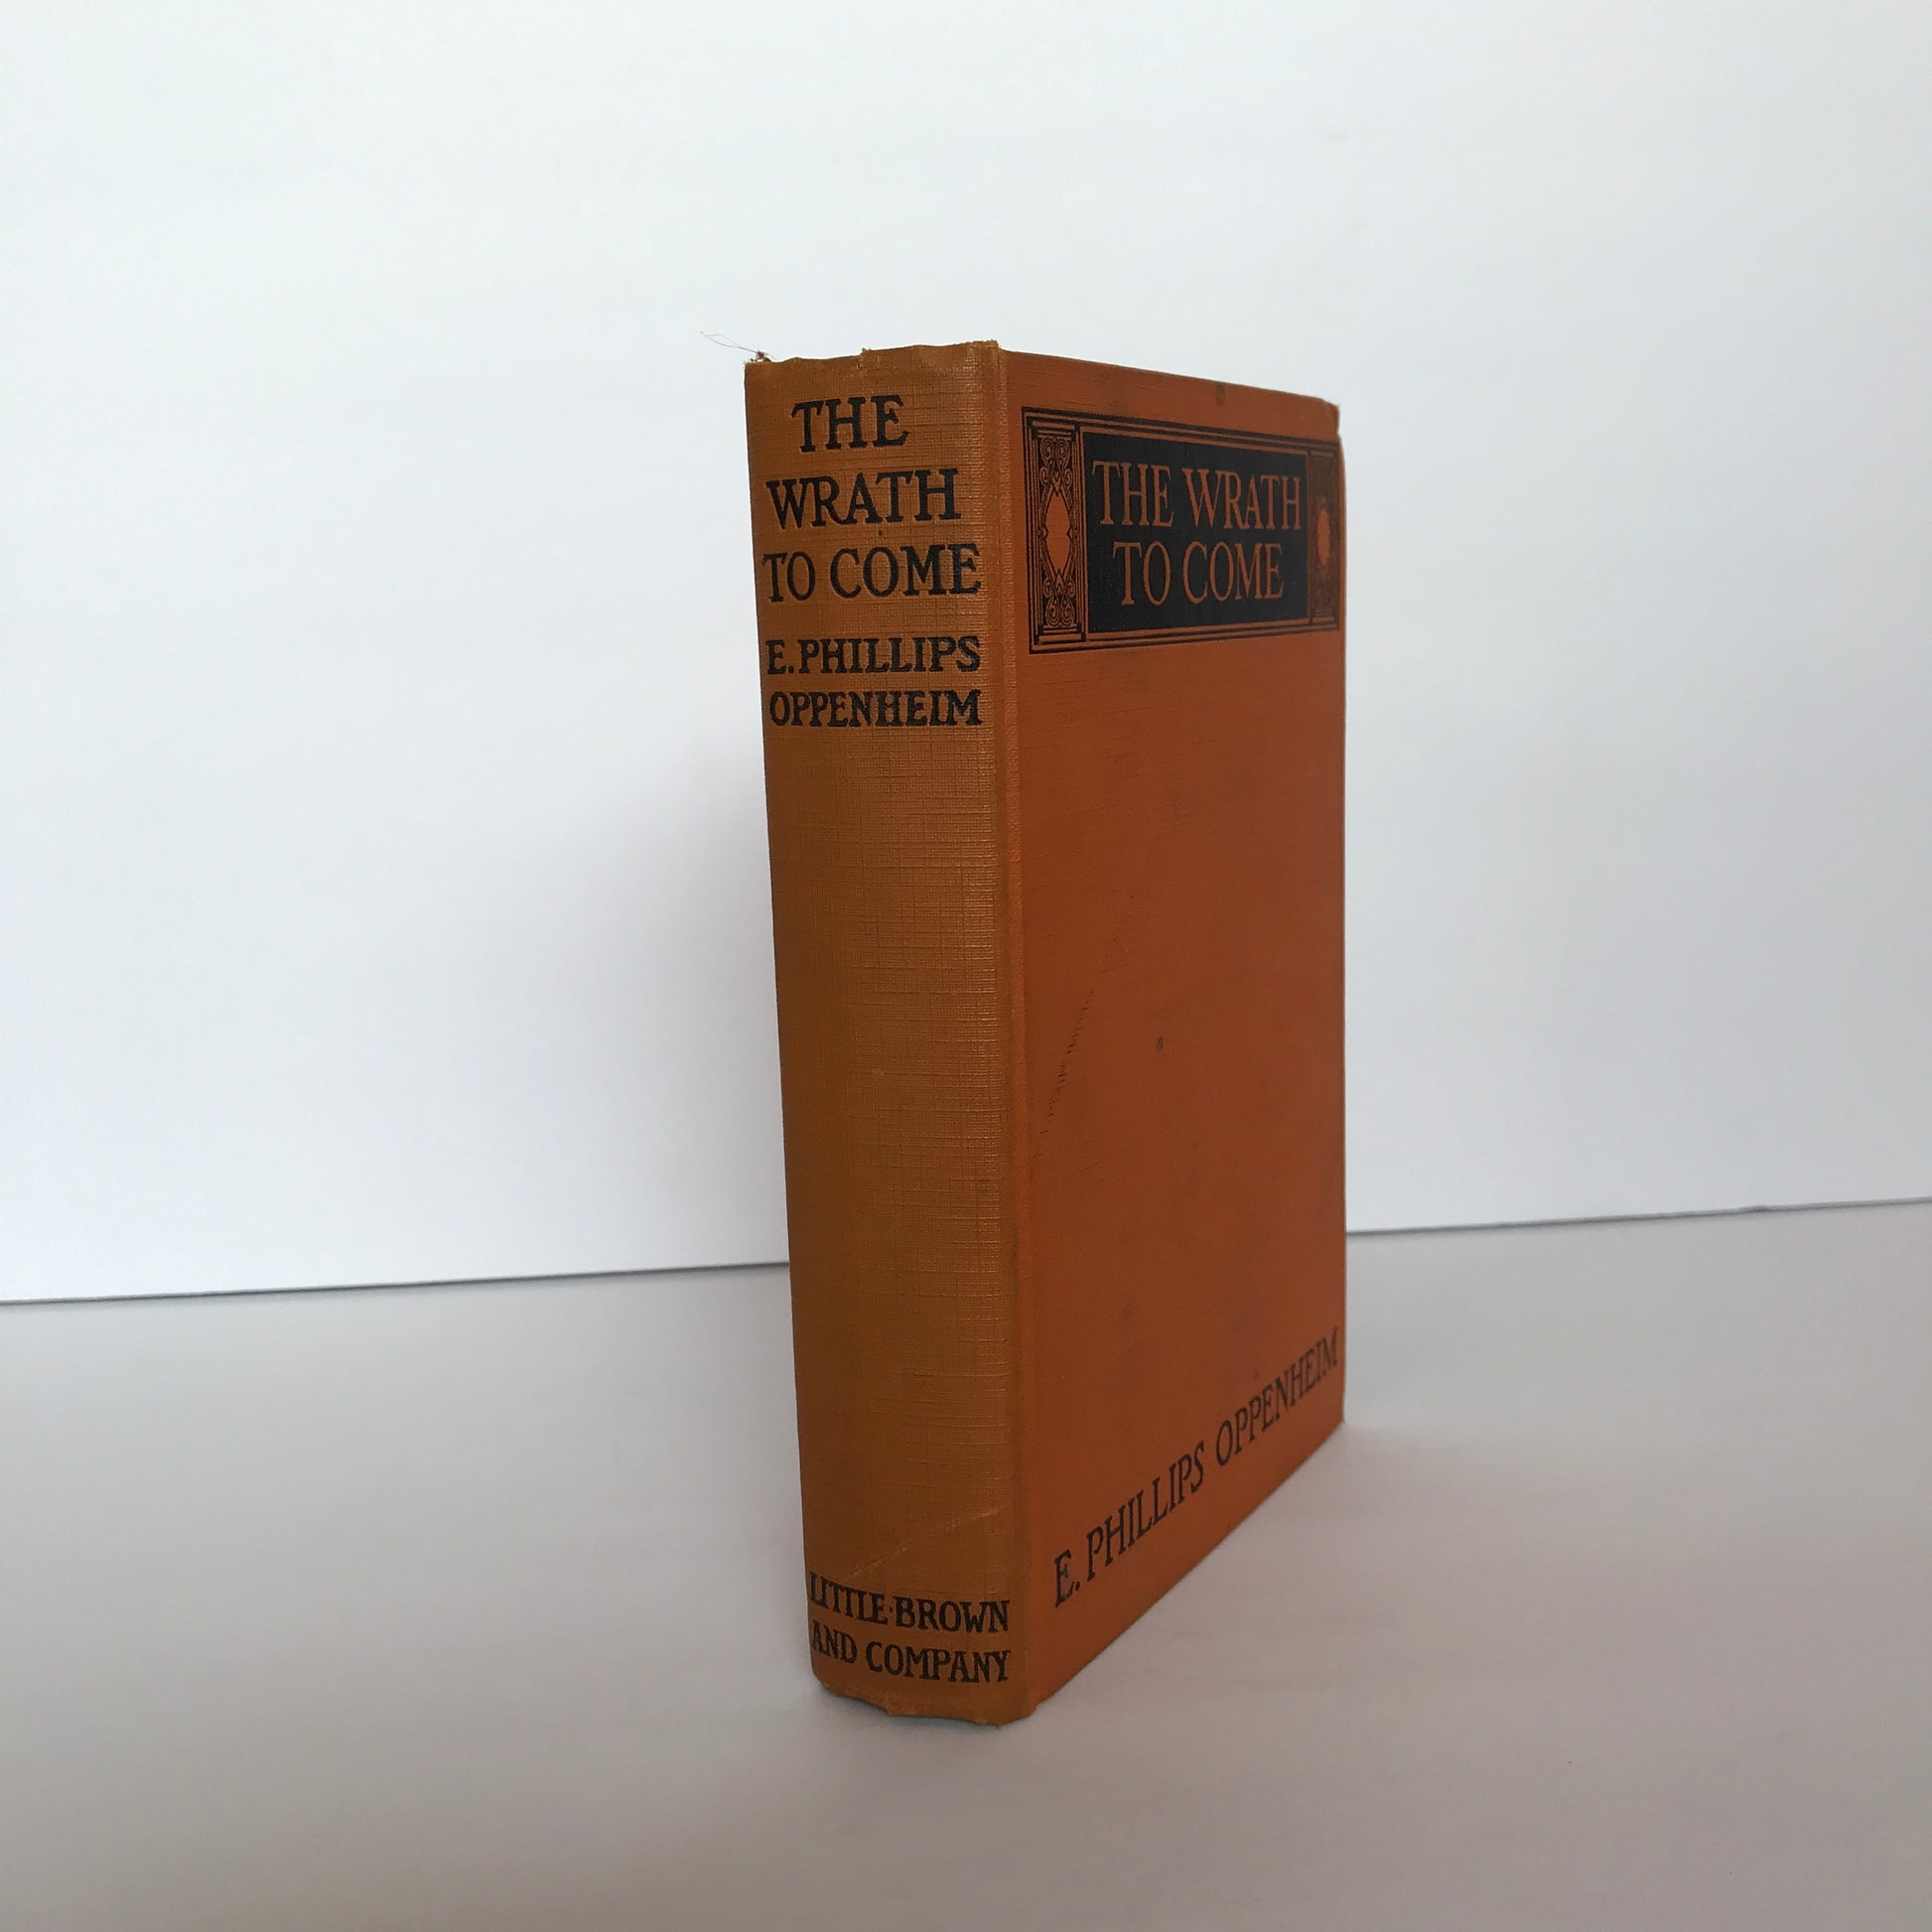 THE
WRATH
TO COME
E. PHILLIPS
OPPENHEIM
LITTLE·BROWN
AND COMPANY
THE WRATH
TO COME
E. PHILLIPS OPPENHEIM